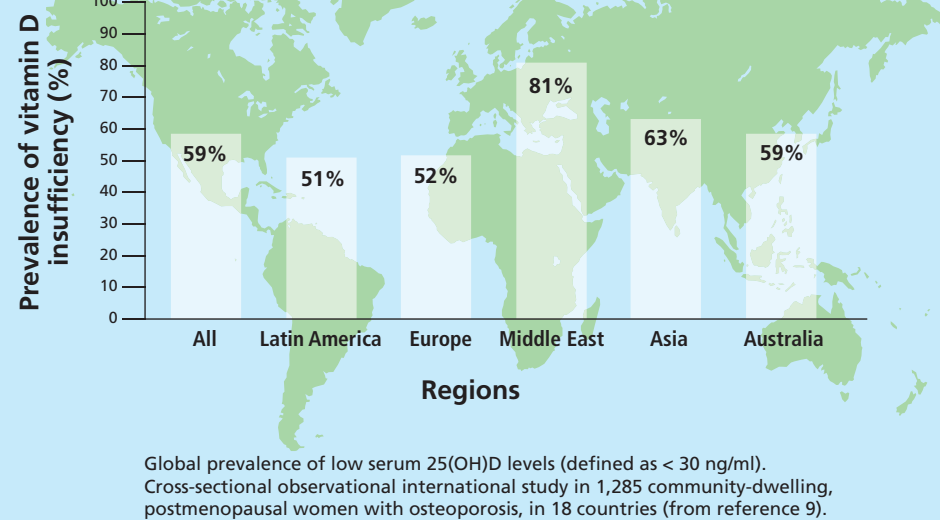 Prevalence of vitamin D
insufficiency (%)
100
90
80
70
60
50
40
30
20
10
0
59%
51%
52%
81%
63%
59%
All
Latin America
Europe
Middle East
Asia
Australia
Regions
Global prevalence of low serum 25(OH)D levels (defined as < 30 ng/ml).
Cross-sectional observational international study in 1,285 community-dwelling,
postmenopausal women with osteoporosis, in 18 countries (from reference 9).